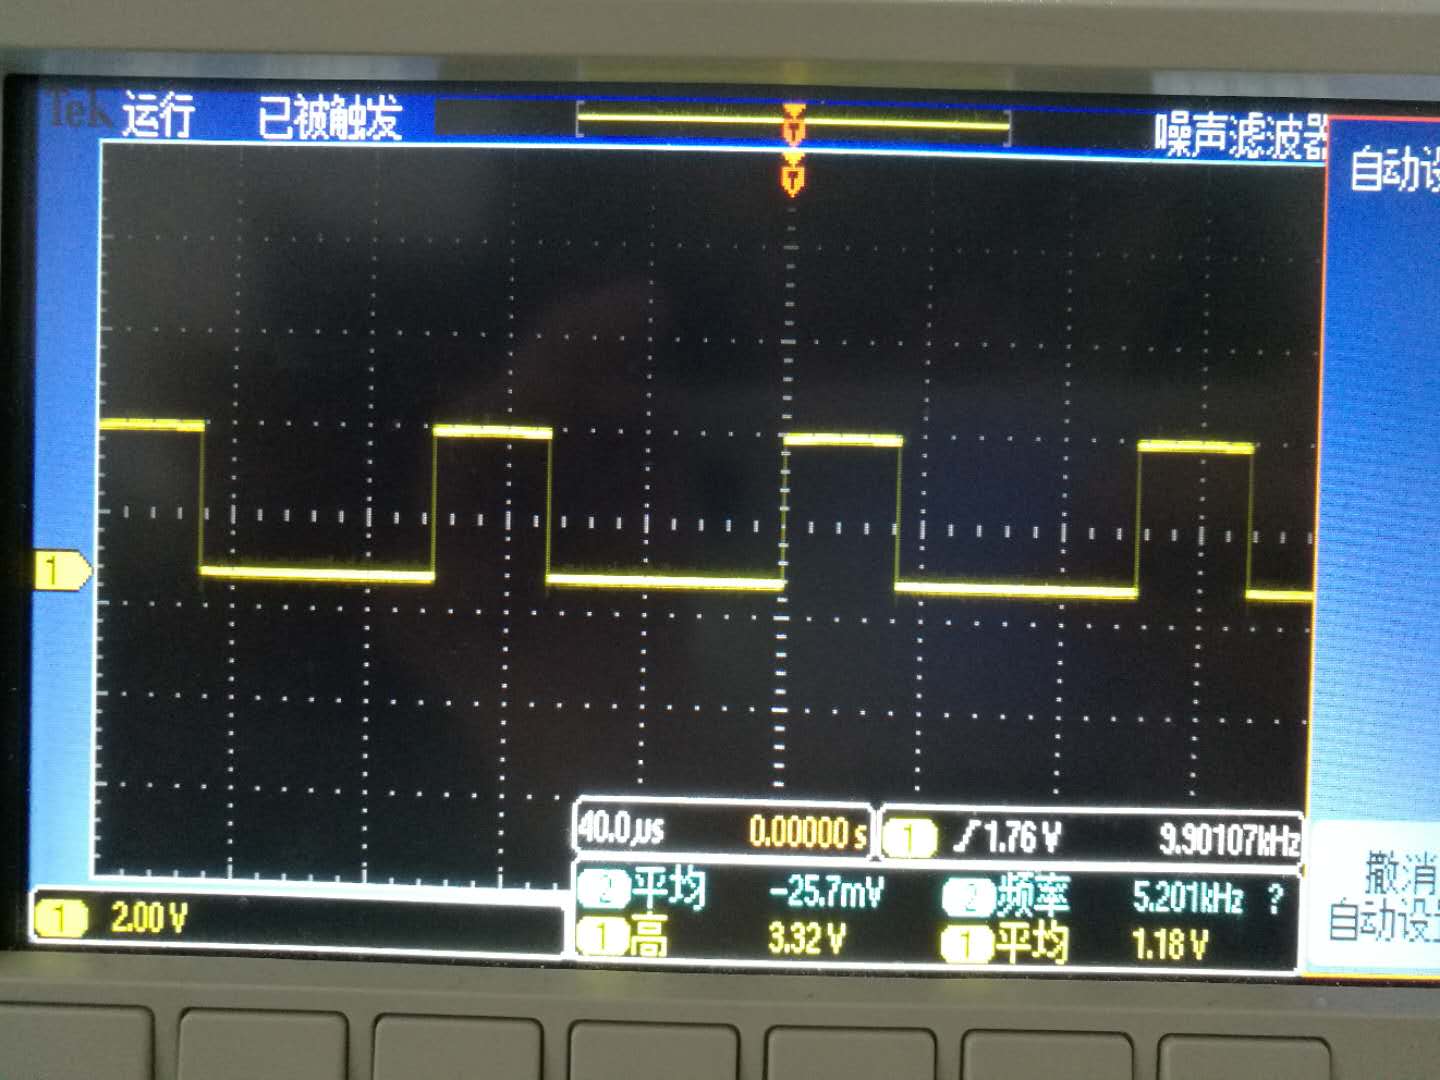 Tek 运行 已被触发 噪声滤波器
T
T
自动设
1
40.0μs 0.00000 s 1 1.76 V 9.90107kHz
2 平均 -25.7mV 2 频率 5.201kHz ?
1 高 3.32 V 1 平均 1.18 V
1 2.00 V
撤消
自动设置